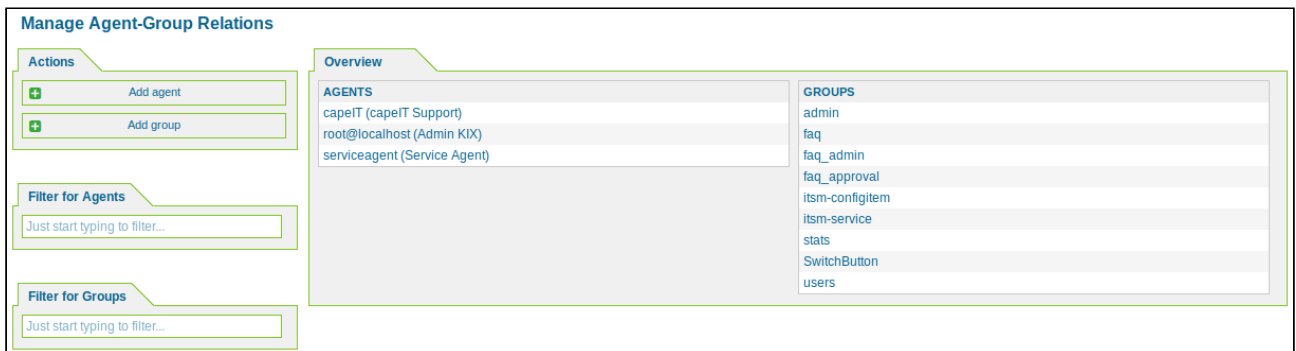 Manage Agent-Group Relations
Actions
Add agent
Add group
Filter for Agents
Just start typing to filter...
Filter for Groups
Just start typing to filter...
Overview
AGENTS
capeIT (capeIT Support)
root@localhost (Admin KIX)
serviceagent (Service Agent)
GROUPS
admin
faq
faq_admin
faq_approval
itsm-configitem
itsm-service
stats
SwitchButton
users